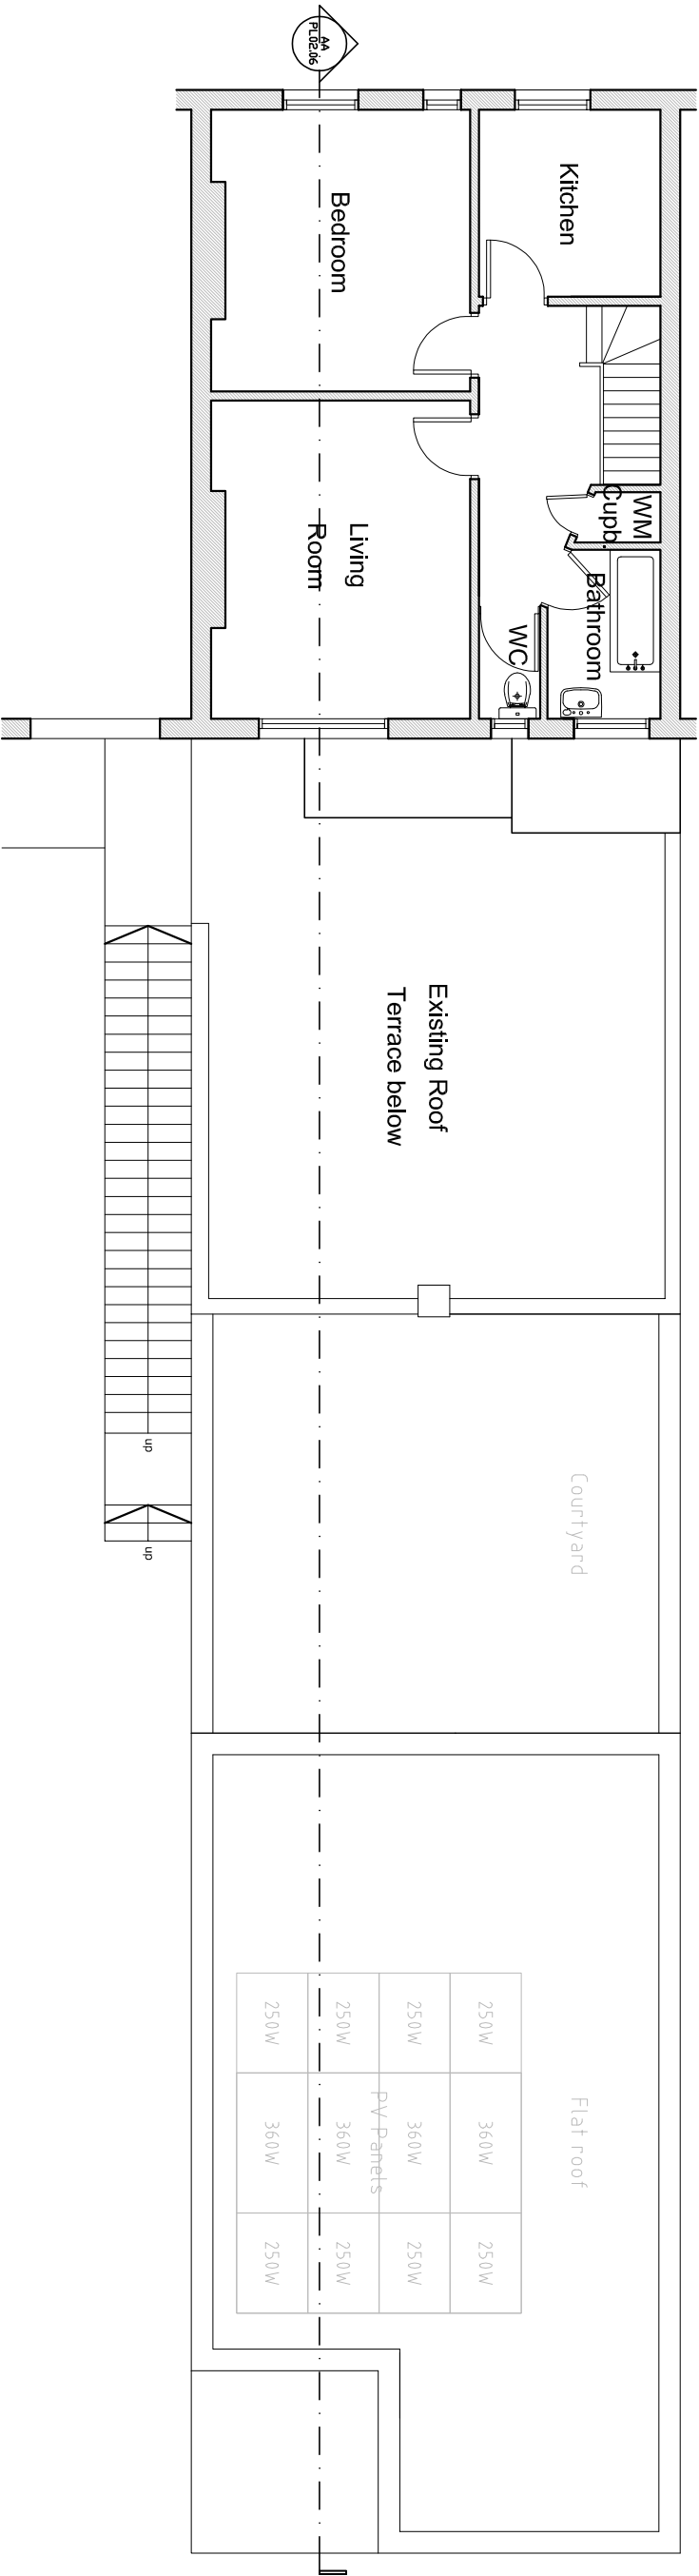 AA
PL02.06
Kitchen
Bedroom
WM
Cupb.
Bathroom
Living
Room
WC
Existing Roof
Terrace below
up
up
Courtyard
Flat roof
PV Panels
250W
360W
250W
250W
360W
250W
250W
360W
250W
250W
360W
250W